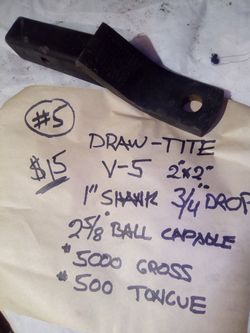 #5
DRAW-TITE
$15 V-5 2"x2"
1" SHANK 3/4" DROP
2 5/8" BALL CAPABLE
* 5000 GROSS
* 500 TONGUE